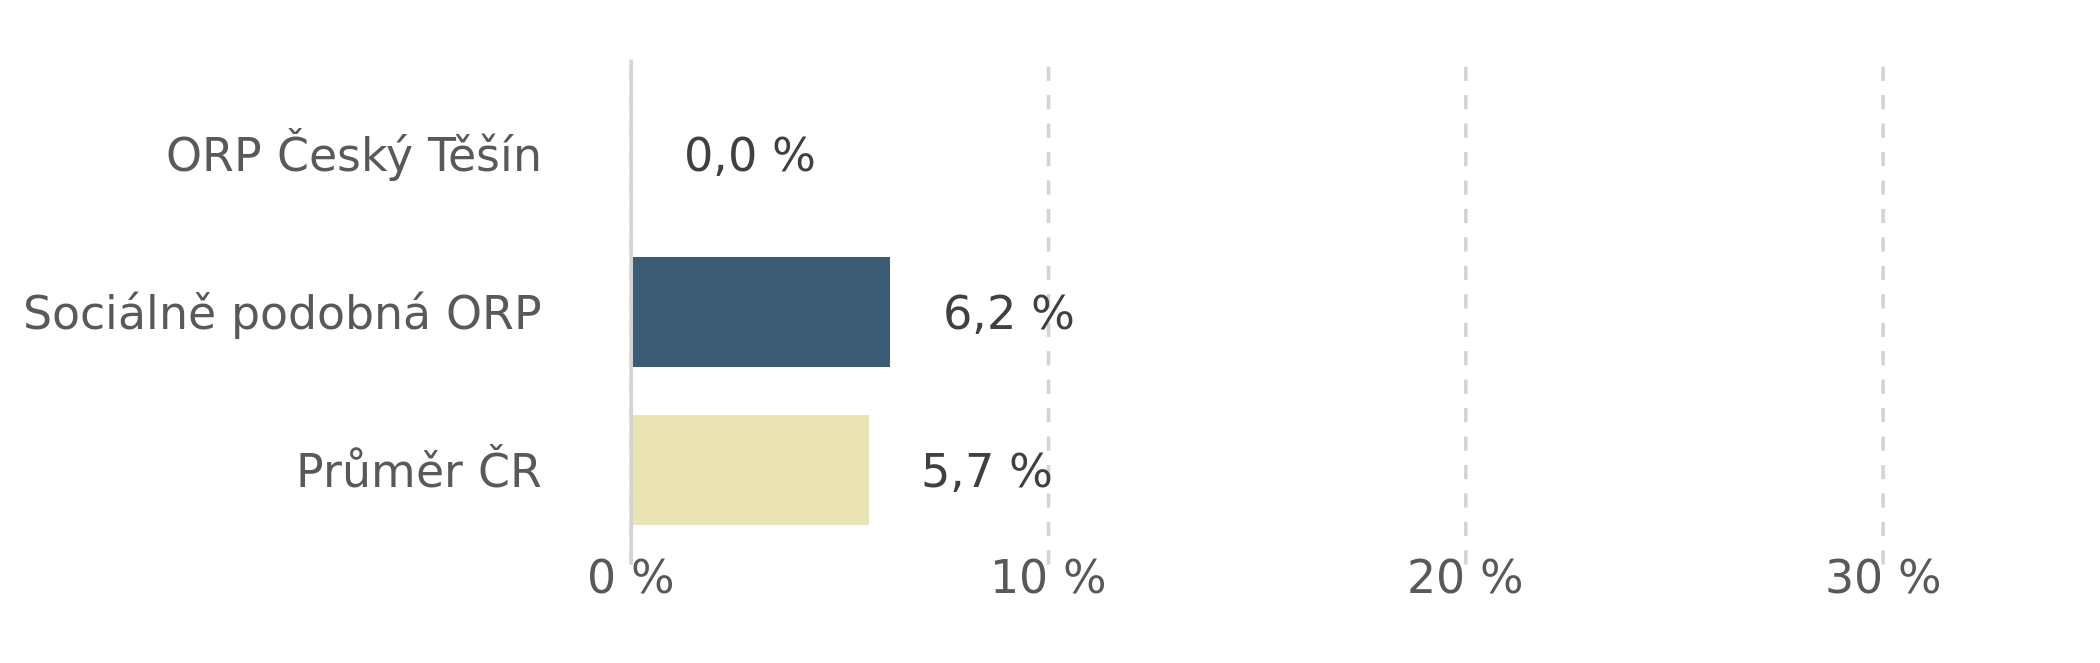 ORP Český Těšín 0,0 %
Sociálně podobná ORP 6,2 %
Průměr ČR 5,7 %
0 % 10 % 20 % 30 %